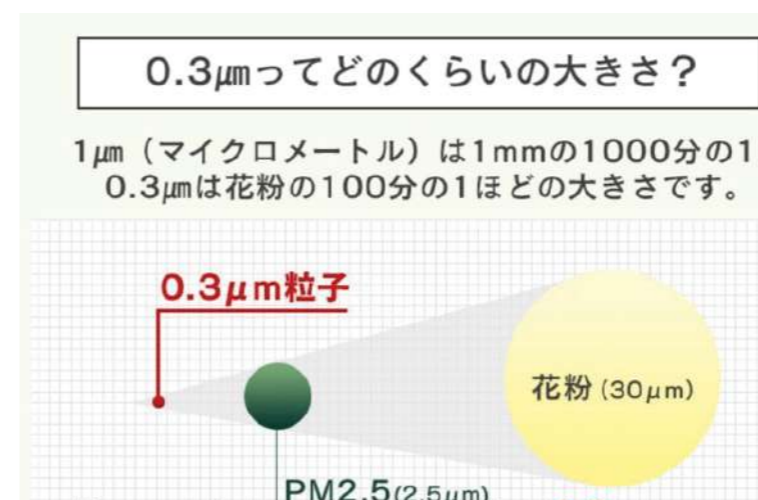 0.3μmってどのくらいの大きさ？
1μm（マイクロメートル）は1mmの1000分の1
0.3μmは花粉の100分の1ほどの大きさです。
0.3μm粒子
花粉(30μm)
PM2.5(2.5μm)